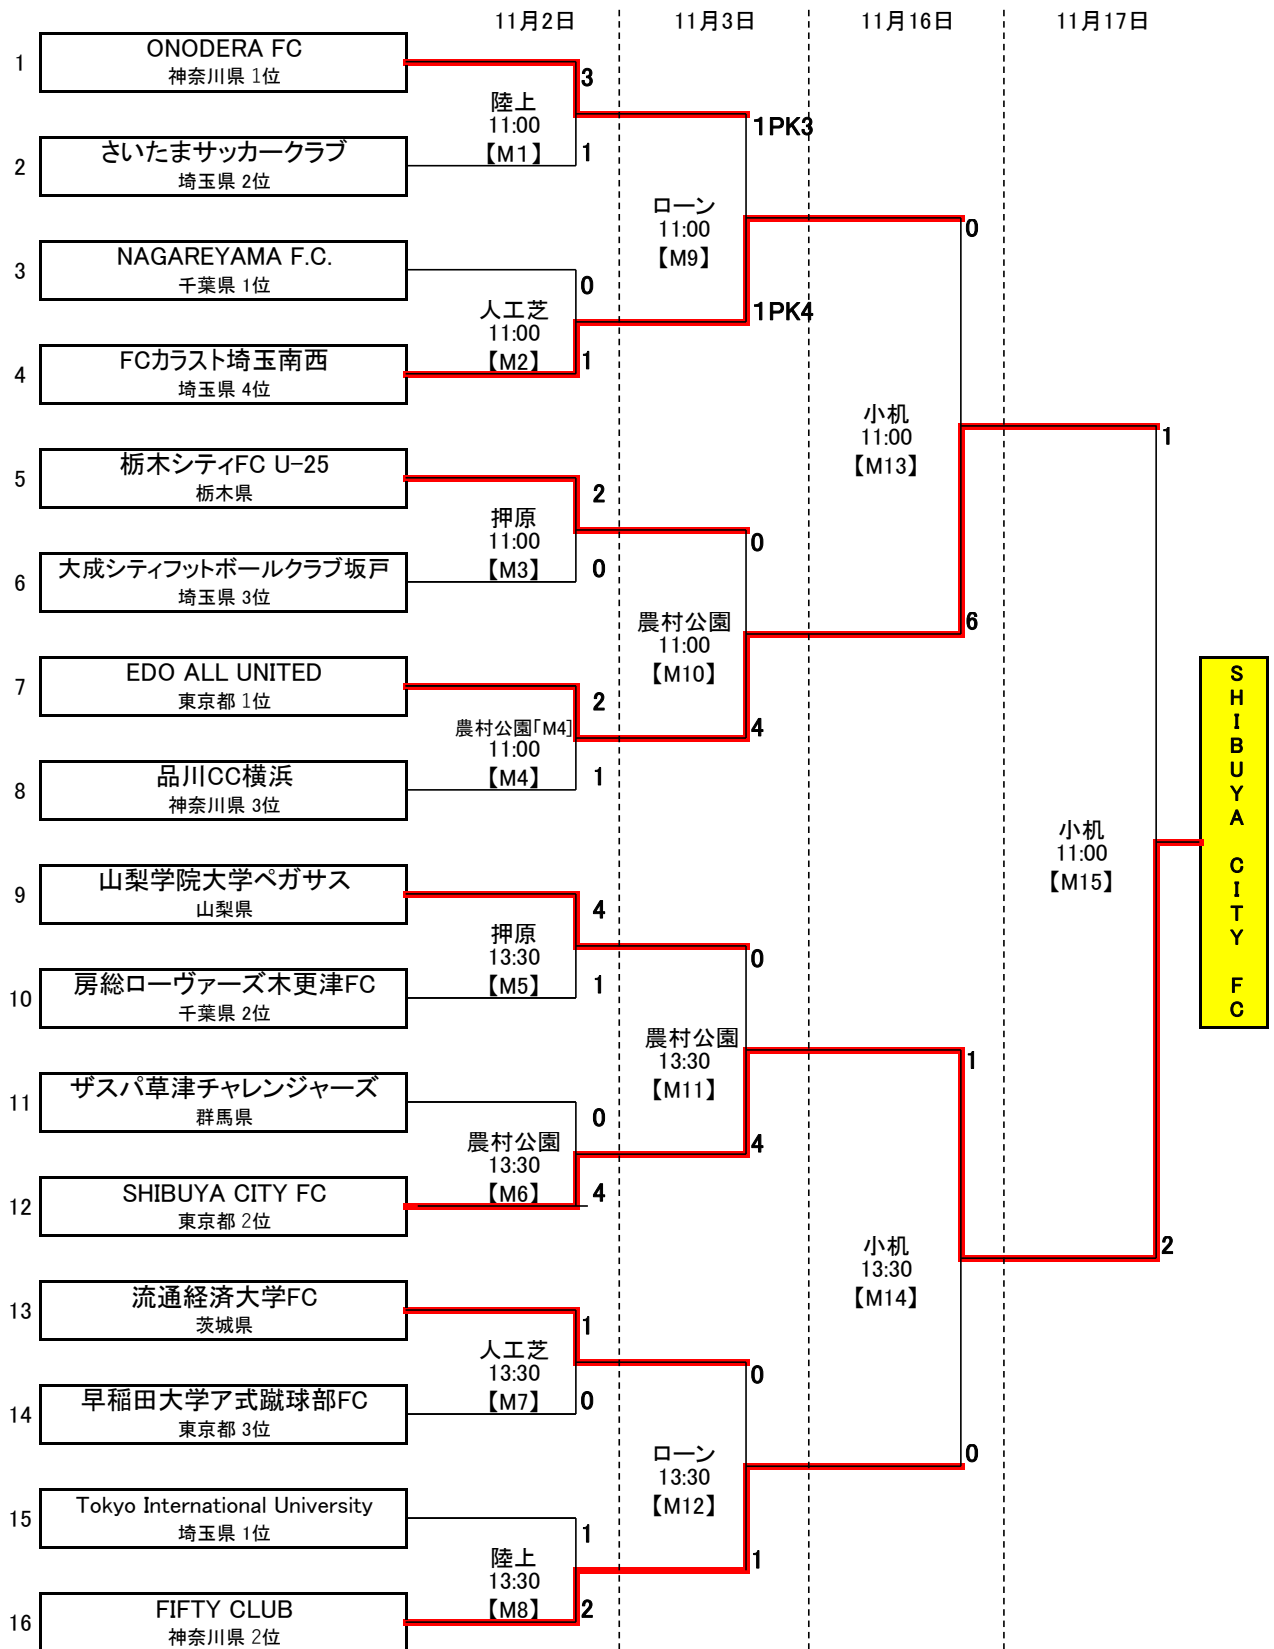 11月2日
11月3日
11月16日
11月17日
1
ONODERA FC
神奈川県 1位
3
陸上
11:00
【M1】
1PK3
2
さいたまサッカークラブ
埼玉県 2位
1
ローン
11:00
【M9】
0
3
NAGAREYAMA F.C.
千葉県 1位
0
人工芝
11:00
【M2】
1PK4
4
FCカラスト埼玉南西
埼玉県 4位
1
小机
11:00
【M13】
1
5
栃木シティFC U-25
栃木県
2
押原
11:00
【M3】
0
6
大成シティフットボールクラブ坂戸
埼玉県 3位
0
農村公園
11:00
【M10】
6
7
EDO ALL UNITED
東京都 1位
2
農村公園「M4]
11:00
【M4】
4
8
品川CC横浜
神奈川県 3位
1
小机
11:00
【M15】
SHIBUYA CITY FC
9
山梨学院大学ペガサス
山梨県
4
押原
13:30
【M5】
0
10
房総ローヴァーズ木更津FC
千葉県 2位
1
農村公園
13:30
【M11】
1
11
ザスパ草津チャレンジャーズ
群馬県
0
農村公園
13:30
【M6】
4
12
SHIBUYA CITY FC
東京都 2位
4
小机
13:30
【M14】
2
13
流通経済大学FC
茨城県
1
人工芝
13:30
【M7】
0
14
早稲田大学ア式蹴球部FC
東京都 3位
0
ローン
13:30
【M12】
0
15
Tokyo International University
埼玉県 1位
1
陸上
13:30
【M8】
1
16
FIFTY CLUB
神奈川県 2位
2